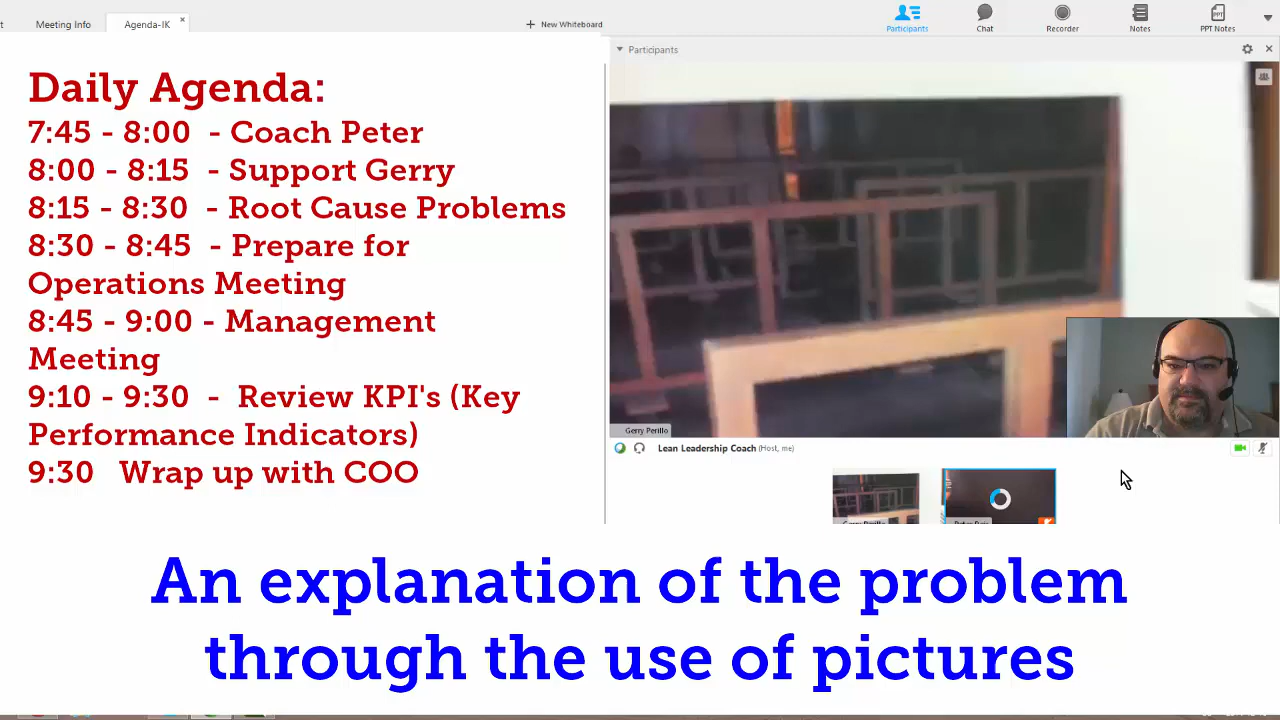 Meeting Info
Agenda-IK
New Whiteboard
Participants
Chat
Recorder
Notes
PPT Notes
Participants
Daily Agenda:
7:45 - 8:00 - Coach Peter
8:00 - 8:15 - Support Gerry
8:15 - 8:30 - Root Cause Problems
8:30 - 8:45 - Prepare for
Operations Meeting
8:45 - 9:00 - Management
Meeting
9:10 - 9:30 - Review KPI's (Key
Performance Indicators)
9:30 Wrap up with COO
Gerry Perillo
Lean Leadership Coach (Host, me)
An explanation of the problem
through the use of pictures